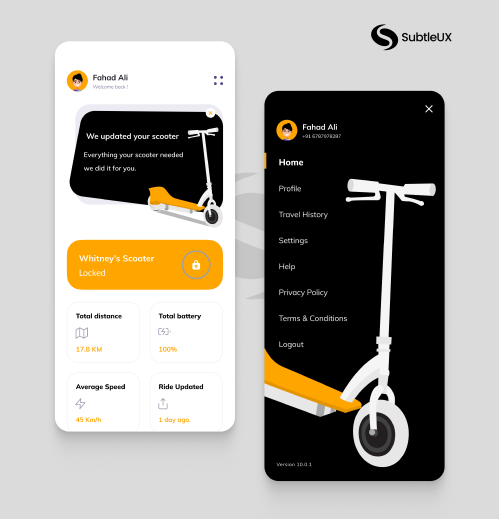 SubtleUX
Fahad Ali
Welcome back !
We updated your scooter
Everything your scooter needed
we did it for you.
Whitney's Scooter
Locked
Total distance
17.8 KM
Total battery
100%
Average Speed
45 Km/h
Ride Updated
1 day ago
Fahad Ali
+91 6787978287
Home
Profile
Travel History
Settings
Help
Privacy Policy
Terms & Conditions
Logout
Version 10.0.1